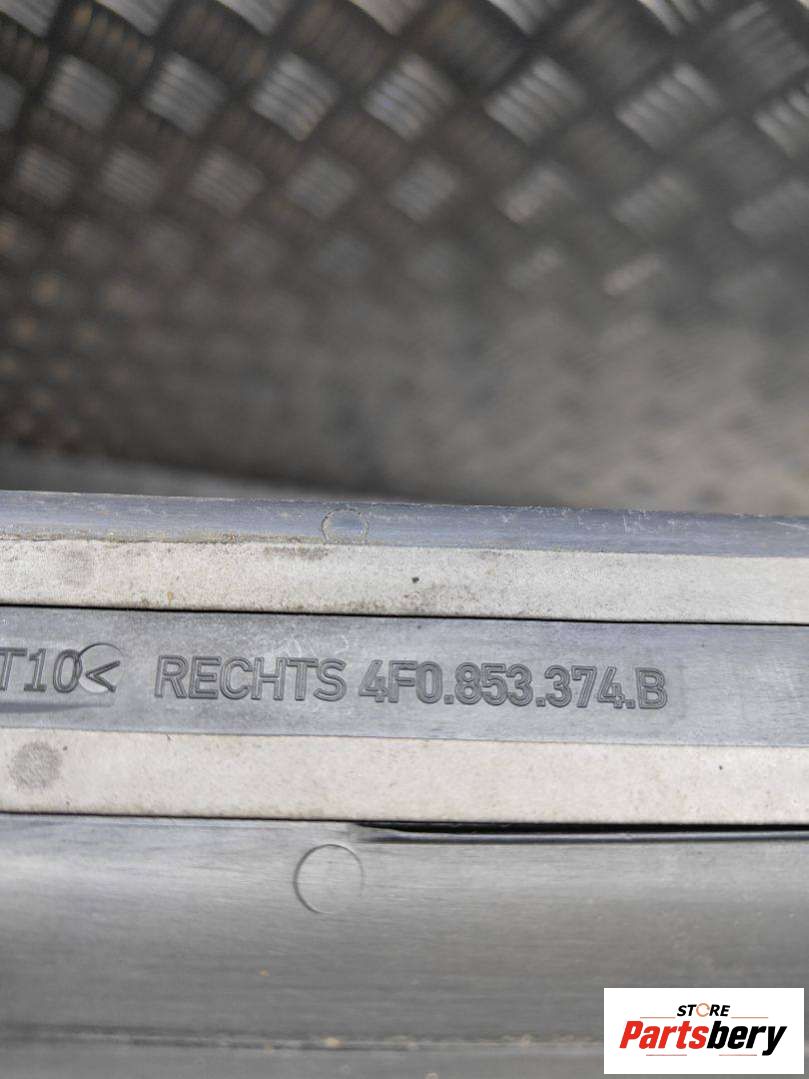 T10< RECHTS 4F0.853.374.B
STORE
Partsbery